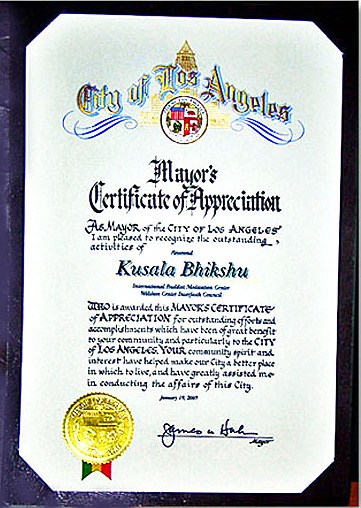 City of Los Angeles
Mayor's
Certificate of Appreciation
As MAYOR of the CITY OF LOS ANGELES
I am pleased to recognize the outstanding
activities of
Reverend
Kusala Bhikshu
International Buddhist Meditation Center
Wilshire Center Interfaith Council
WHO is awarded this MAYOR'S CERTIFICATE
of APPRECIATION for outstanding efforts and
accomplishments which have been of great benefit
to your community and particularly to the CITY
OF LOS ANGELES. YOUR community spirit and
interest have helped make our City a better place
in which to live, and have greatly assisted me
in conducting the affairs of this City.
James K Hahn
Mayor